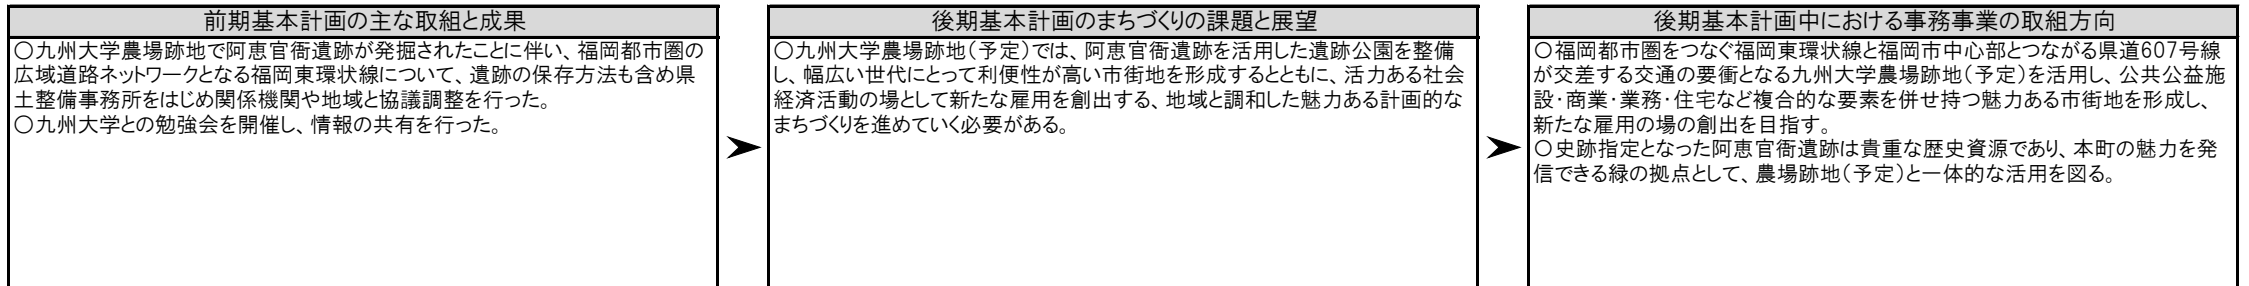 前期基本計画の主な取組と成果
〇九州大学農場跡地で阿恵官衙遺跡が発掘されたことに伴い、福岡都市圏の
広域道路ネットワークとなる福岡東環状線について、遺跡の保存方法も含め県
土整備事務所をはじめ関係機関や地域と協議調整を行った。
〇九州大学との勉強会を開催し、情報の共有を行った。
後期基本計画のまちづくりの課題と展望
〇九州大学農場跡地（予定）では、阿恵官衙遺跡を活用した遺跡公園を整備
し、幅広い世代にとって利便性が高い市街地を形成するとともに、活力ある社会
経済活動の場として新たな雇用を創出する、地域と調和した魅力ある計画的な
まちづくりを進めていく必要がある。
後期基本計画中における事務事業の取組方向
〇福岡都市圏をつなぐ福岡東環状線と福岡市中心部とつながる県道607号線
が交差する交通の要衝となる九州大学農場跡地（予定）を活用し、公共公益施
設・商業・業務・住宅など複合的な要素を併せ持つ魅力ある市街地を形成し、
新たな雇用の場の創出を目指す。
〇史跡指定となった阿恵官衙遺跡は貴重な歴史資源であり、本町の魅力を発
信できる緑の拠点として、農場跡地（予定）と一体的な活用を図る。